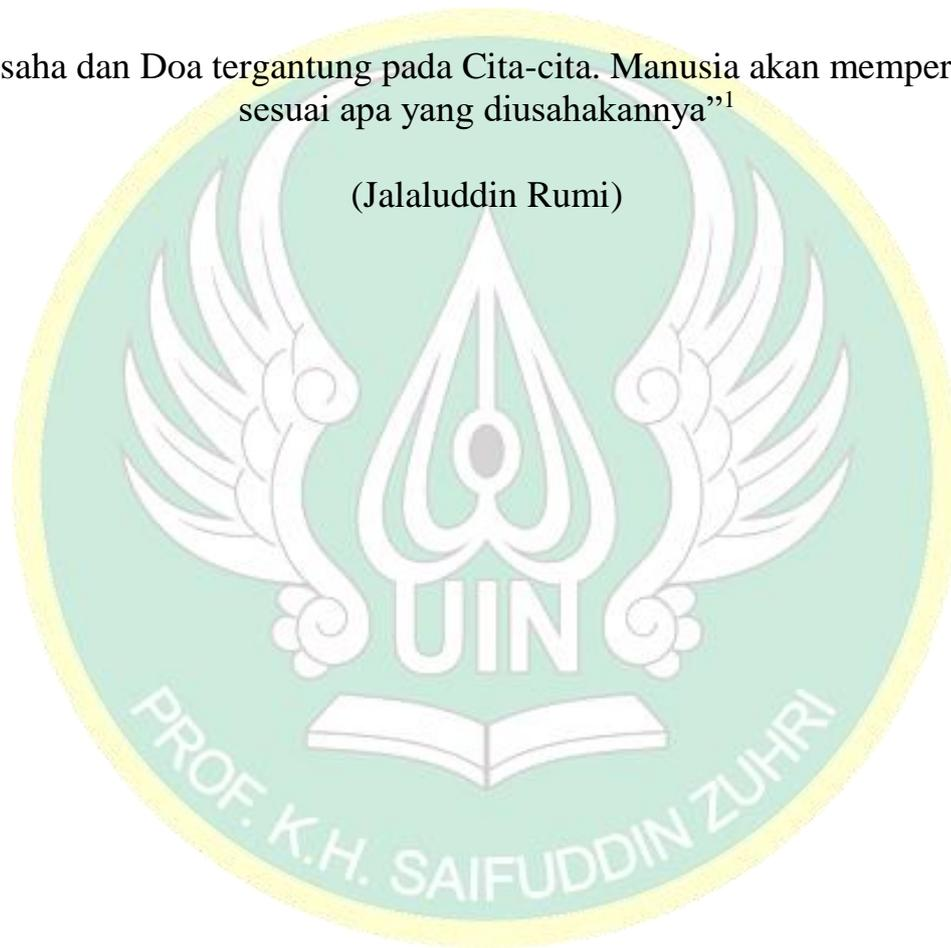 saha dan Doa tergantung pada Cita-cita. Manusia akan memper
sesuai apa yang diusahakannya”¹
(Jalaluddin Rumi)
UIN
PROF. K.H. SAIFUDDIN ZUHRI